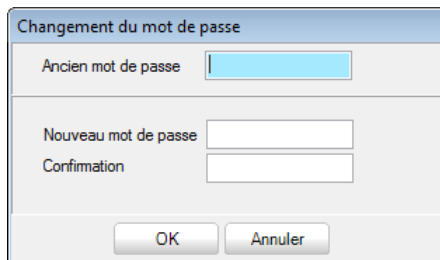 Changement du mot de passe
Ancien mot de passe
Nouveau mot de passe
Confirmation
OK Annuler